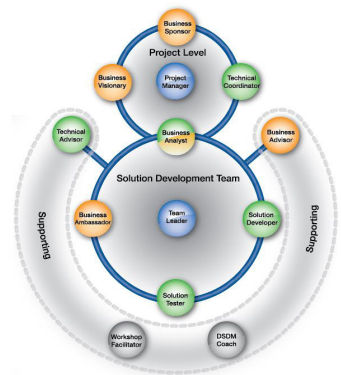 Business
Sponsor
Project Level
Business
Visionary
Project
Manager
Technical
Coordinator
Technical
Advisor
Business
Analyst
Business
Advisor
Solution Development Team
Business
Ambassador
Team
Leader
Solution
Developer
Supporting
Supporting
Solution
Tester
Workshop
Facilitator
DSDM
Coach